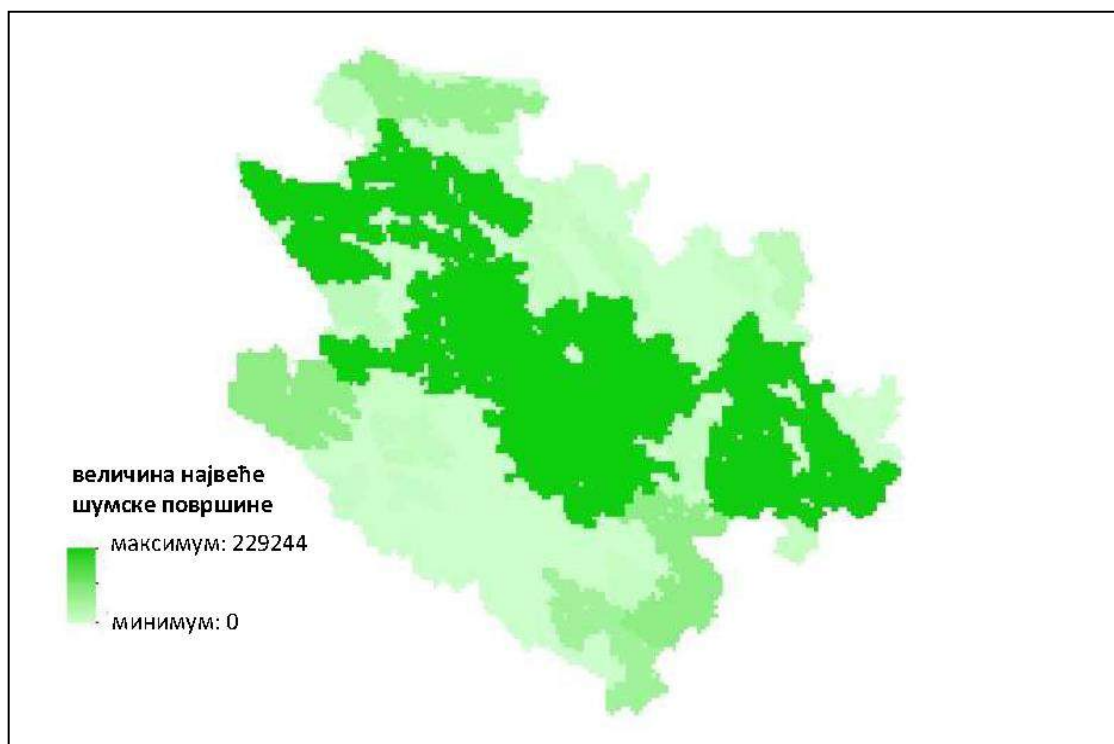 величина највеће
шумске површине
максимум: 229244
минимум: 0